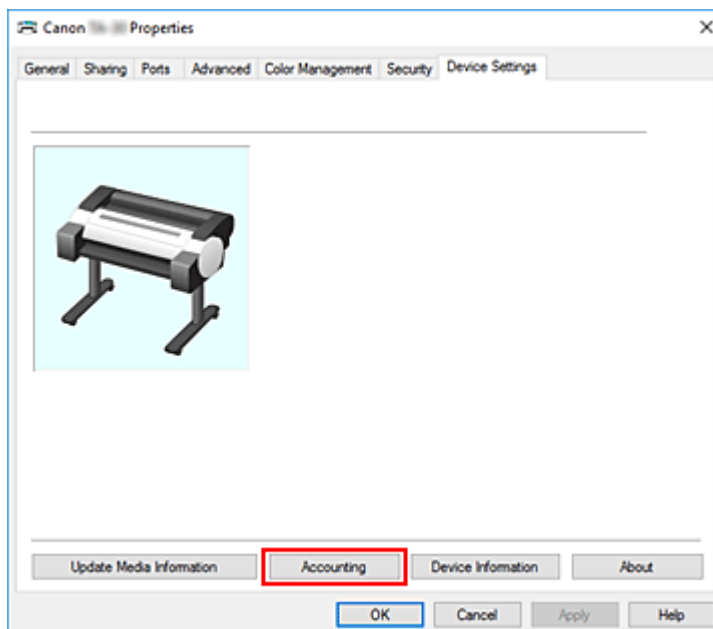 Canon Properties
General Sharing Ports Advanced Color Management Security Device Settings
Update Media Information Accounting Device Information About
OK Cancel Apply Help